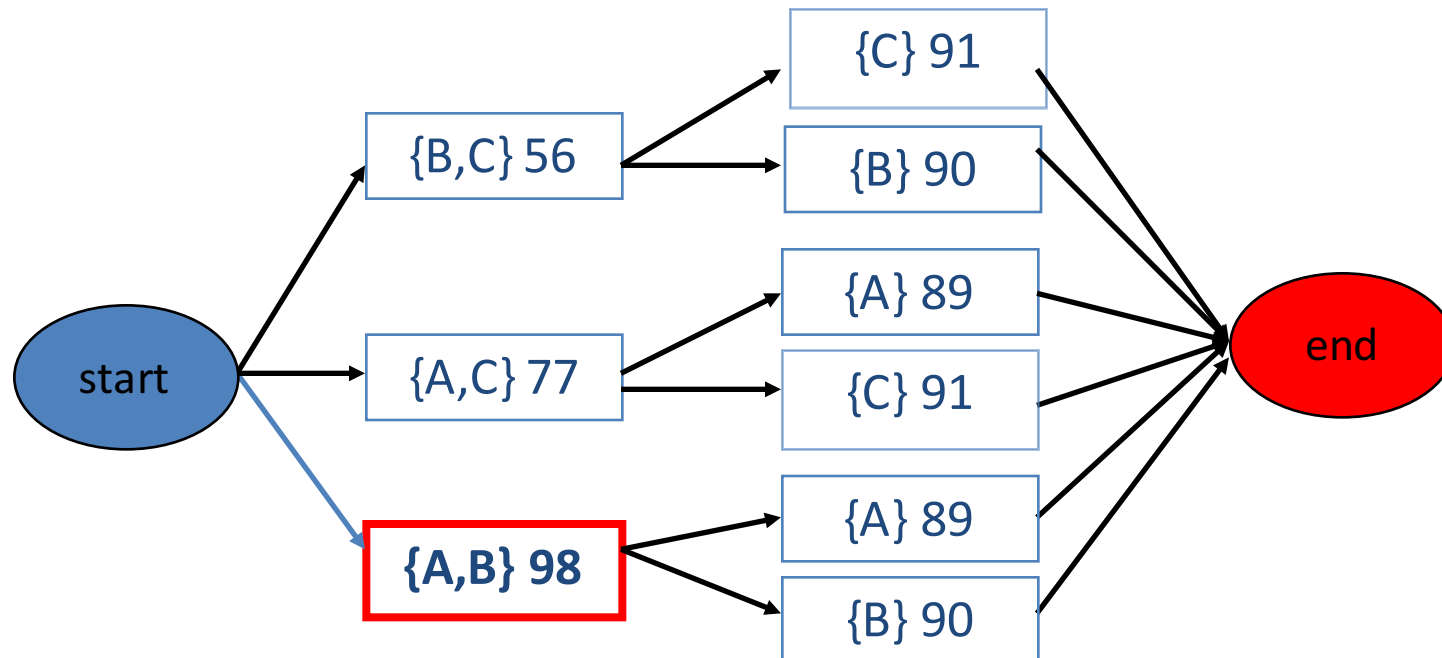 start
{B,C} 56
{A,C} 77
{A,B} 98
{C} 91
{B} 90
{A} 89
{C} 91
{A} 89
{B} 90
end